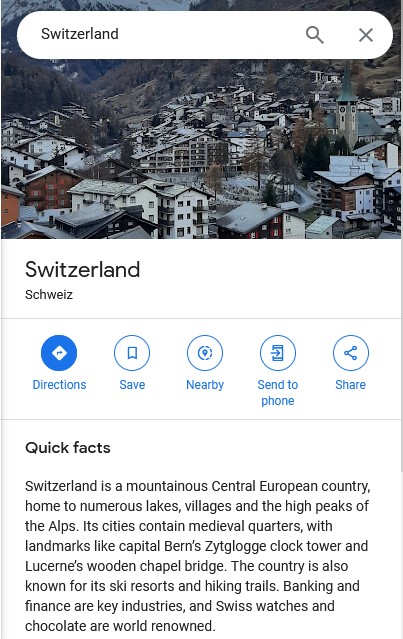 Switzerland
Switzerland
Schweiz
Directions
Save
Nearby
Send to
phone
Share
Quick facts
Switzerland is a mountainous Central European country,
home to numerous lakes, villages and the high peaks of
the Alps. Its cities contain medieval quarters, with
landmarks like capital Bern’s Zytglogge clock tower and
Lucerne’s wooden chapel bridge. The country is also
known for its ski resorts and hiking trails. Banking and
finance are key industries, and Swiss watches and
chocolate are world renowned.